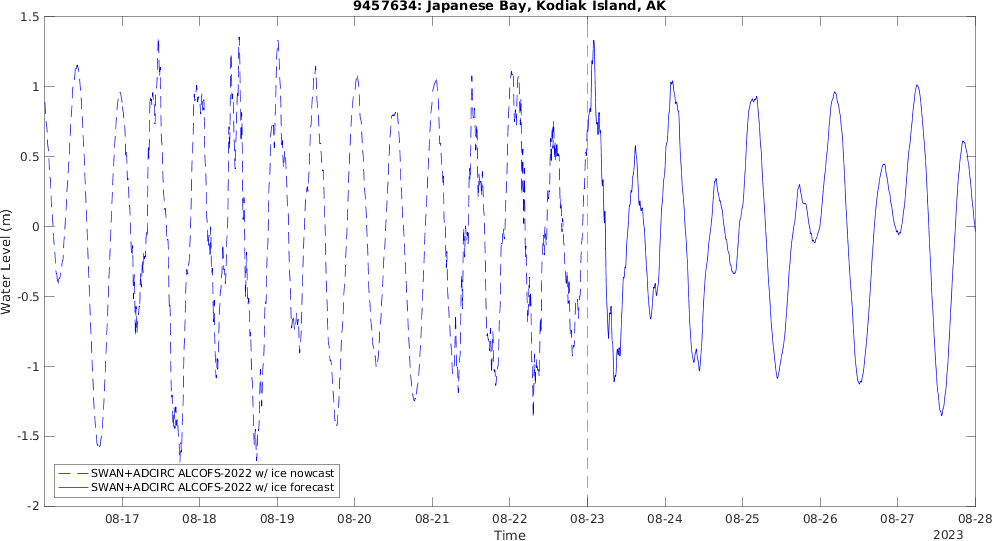 9457634: Japanese Bay, Kodiak Island, AK
1.5
1
0.5
0
-0.5
-1
-1.5
-2
Water Level (m)
SWAN+ADCIRC ALCOFS-2022 w/ ice nowcast
SWAN+ADCIRC ALCOFS-2022 w/ ice forecast
08-17 08-18 08-19 08-20 08-21 08-22 08-23 08-24 08-25 08-26 08-27 08-28
Time
2023